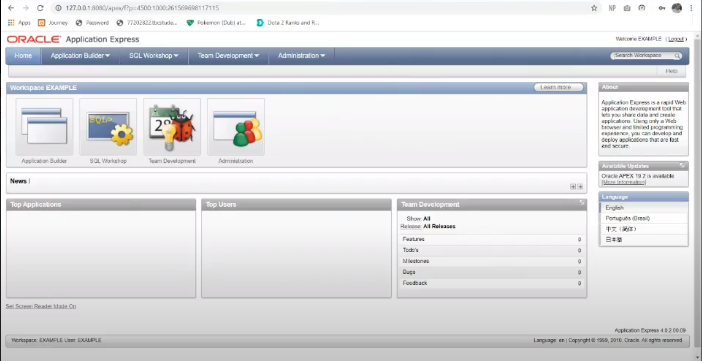 127.0.0.1:8080/apex/f?p=4500:1000:2615696698117115
Apps Journey Password 77202822.tbcstude... Pokemon (Dub) at... Dota 2 Ranks and R...
ORACLE Application Express
Welcome EXAMPLE ( Logout )
Home Application Builder SQL Workshop Team Development Administration
Search Workspace
Help
Workspace EXAMPLE
Learn more
Application Builder
SQL Workshop
Team Development
Administration
News
Top Applications
Top Users
Team Development
Show: All
Release: All Releases
Features 0
Todo's 0
Milestones 0
Bugs 0
Feedback 0
About
Application Express is a rapid Web
application development tool that
lets you share data and create
applications. Using only a Web
browser and limited programming
experience, you can develop and
deploy applications that are fast
and secure.
Available Updates
Oracle APEX 19.2 is available
[More Information]
Language
English
Português (Brasil)
中文（简体）
日本語
Set Screen Reader Mode On
Application Express 4.0.2.00.09
Workspace: EXAMPLE User: EXAMPLE
Language: en | Copyright © 1999, 2010, Oracle. All rights reserved.